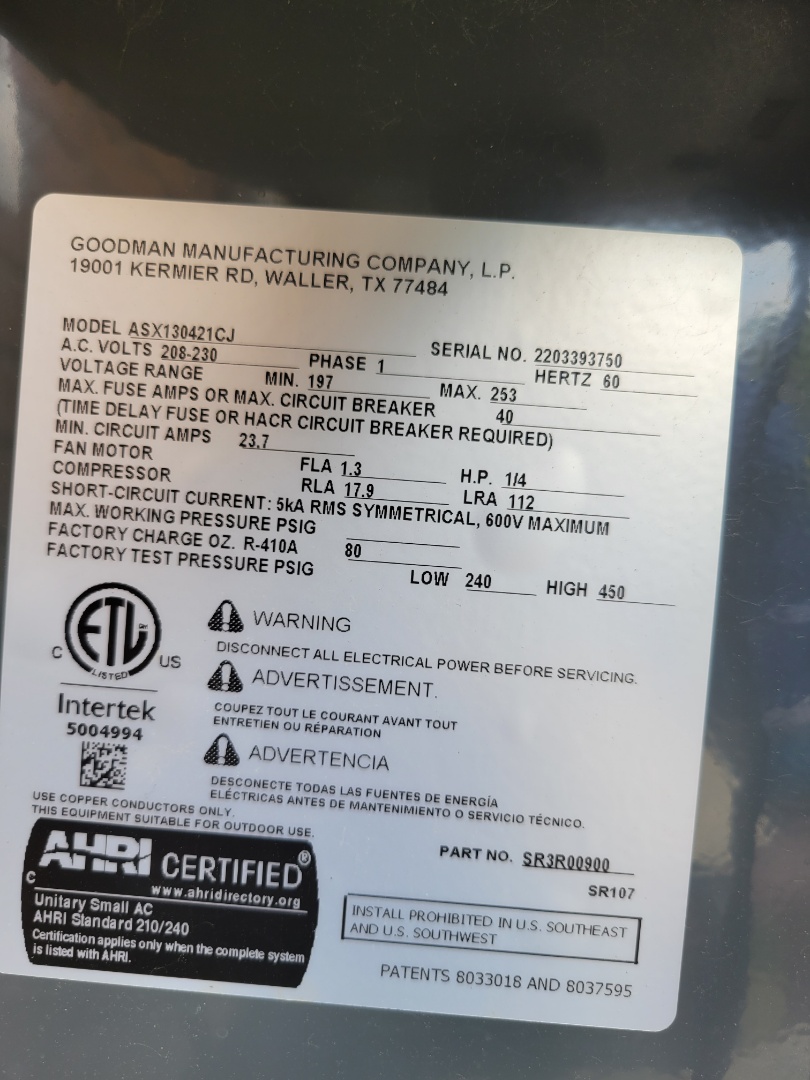 GOODMAN MANUFACTURING COMPANY, L.P.
19001 KERMIER RD, WALLER, TX 77484
MODEL ASX130421CJ SERIAL NO. 2203393750
A.C. VOLTS 208-230 PHASE 1 HERTZ 60
VOLTAGE RANGE MIN. 197 MAX. 253
MAX. FUSE AMPS OR MAX. CIRCUIT BREAKER 40
(TIME DELAY FUSE OR HACR CIRCUIT BREAKER REQUIRED)
MIN. CIRCUIT AMPS 23.7
FAN MOTOR FLA 1.3 H.P. 1/4
COMPRESSOR RLA 17.9 LRA 112
SHORT-CIRCUIT CURRENT: 5kA RMS SYMMETRICAL, 600V MAXIMUM
MAX. WORKING PRESSURE PSIG
FACTORY CHARGE OZ. R-410A 80
FACTORY TEST PRESSURE PSIG LOW 240 HIGH 450
ETL
C US
LISTED
Intertek
5004994
WARNING
DISCONNECT ALL ELECTRICAL POWER BEFORE SERVICING.
ADVERTISSEMENT.
COUPEZ TOUT LE COURANT AVANT TOUT
ENTRETIEN OU RÉPARATION
ADVERTENCIA
DESCONECTE TODAS LAS FUENTES DE ENERGÍA
ELÉCTRICAS ANTES DE MANTENIMIENTO O SERVICIO TÉCNICO.
USE COPPER CONDUCTORS ONLY.
THIS EQUIPMENT SUITABLE FOR OUTDOOR USE.
AHRI CERTIFIED®
C www.ahridirectory.org
Unitary Small AC
AHRI Standard 210/240
Certification applies only when the complete system
is listed with AHRI.
PART NO. SR3R00900
SR107
INSTALL PROHIBITED IN U.S. SOUTHEAST
AND U.S. SOUTHWEST
PATENTS 8033018 AND 8037595